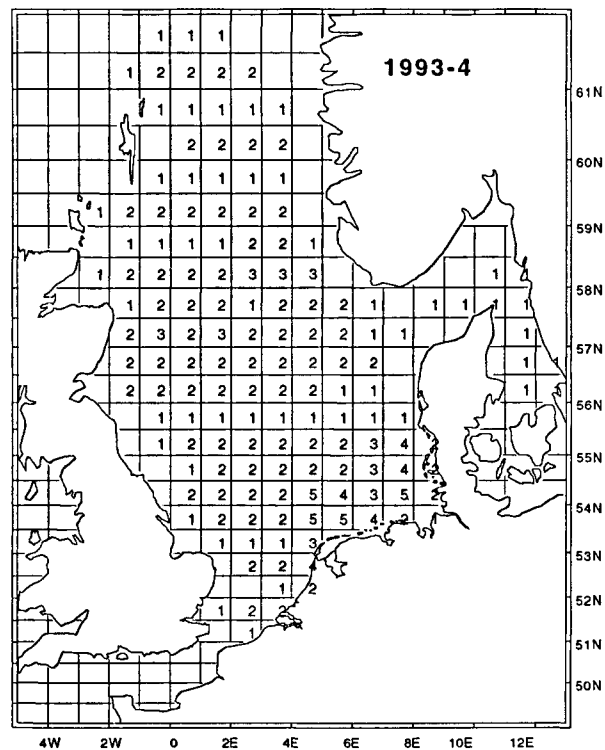 1 1 1
1 2 2 2 2
1993-4
1 1 1 1 1
61N
2 2 2 2
60N
1 1 1 1 1
1 2 2 2 2 2 2
59N
1 1 1 1 2 2 1
1 2 2 2 2 3 3 3 1
58N
1 2 2 2 1 2 2 2 1 1 1 1 1
2 3 2 3 2 2 2 2 1 1 1
57N
2 2 2 2 2 2 2 2 2 1 1
2 2 2 2 2 2 2 1 1 1
56N
1 1 1 1 1 1 1 1 1
1 2 2 2 2 2 2 3 4
55N
1 2 2 2 2 2 2 3 4
2 2 2 2 5 4 3 5 2
54N
1 2 2 2 5 5 4 2
1 1 1 3
53N
2 2 4
1 2
52N
1 2 2
1
51N
50N
4W 2W 0 2E 4E 6E 8E 10E 12E